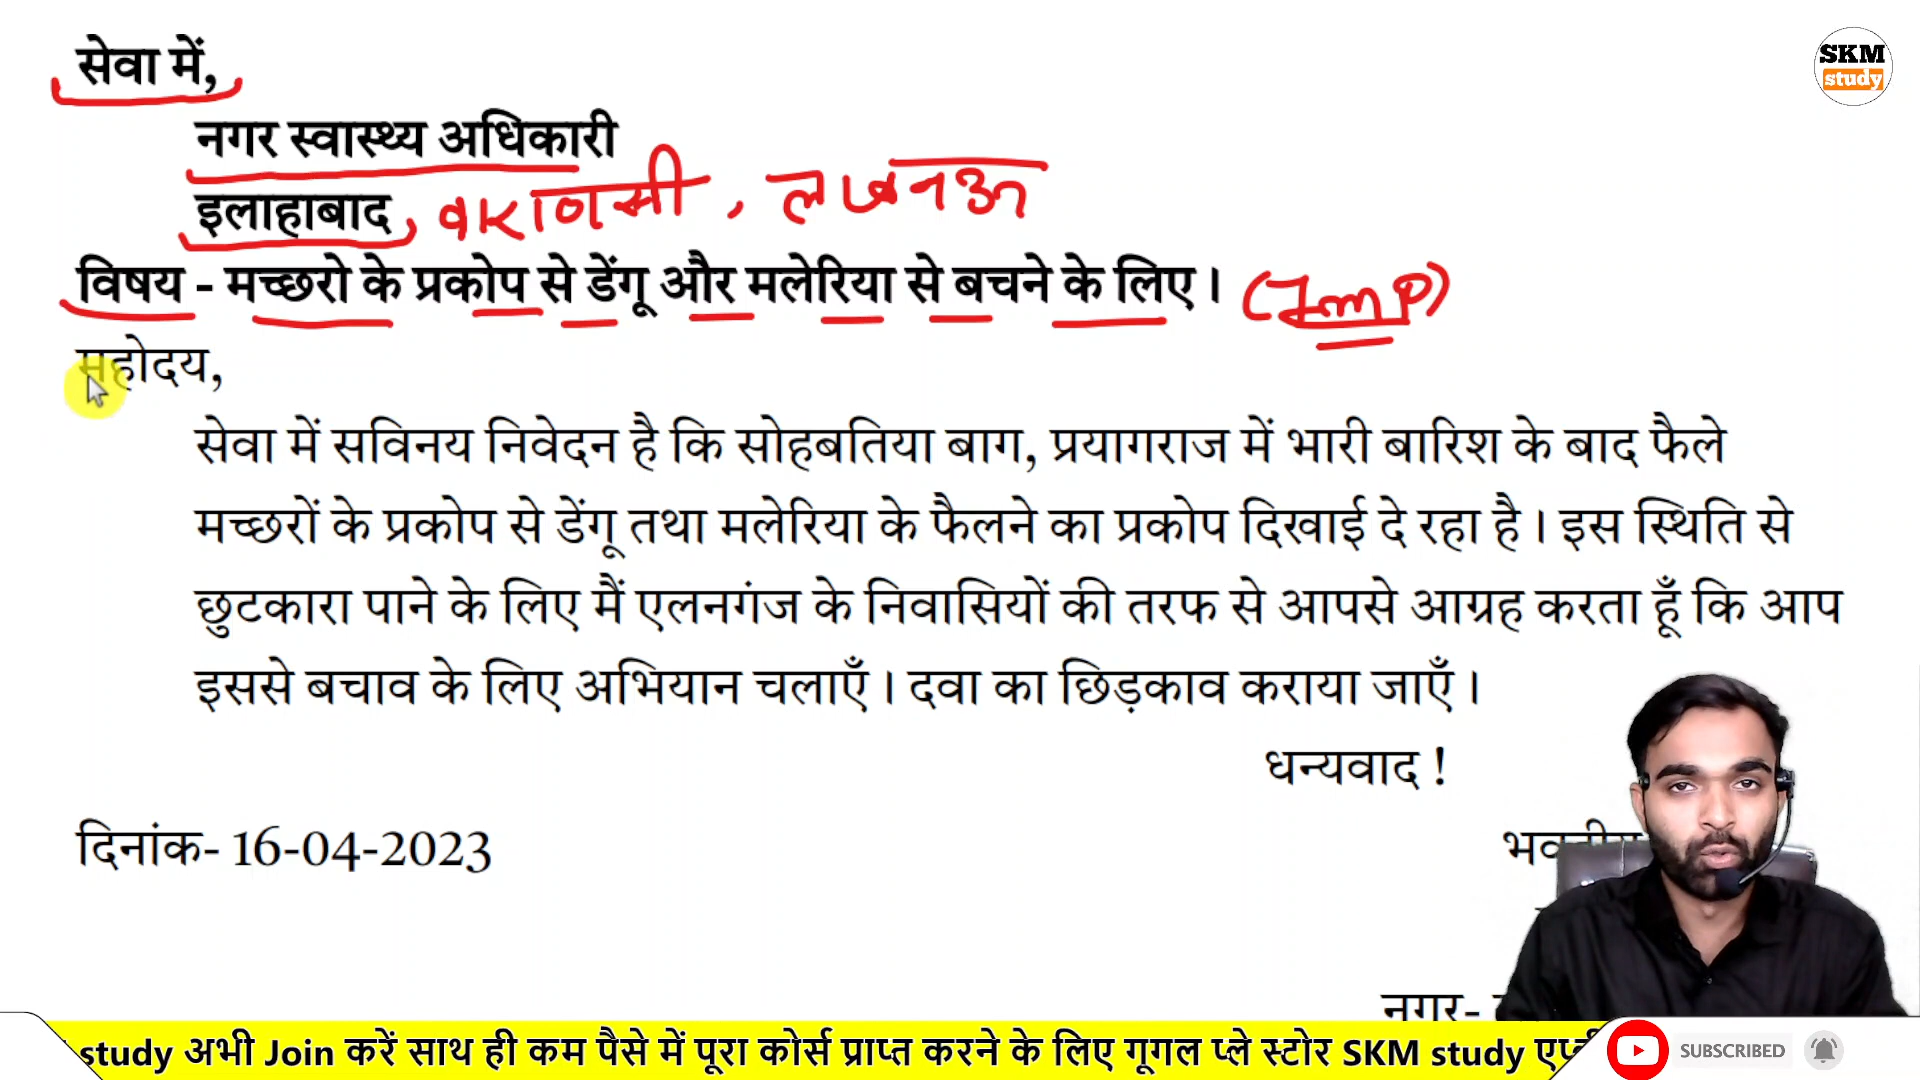 सेवा में,
SKM
study
नगर स्वास्थ्य अधिकारी
इलाहाबाद, वाराणसी, लखनऊ
विषय - मच्छरो के प्रकोप से डेंगू और मलेरिया से बचने के लिए। (Imp)
महोदय,
सेवा में सविनय निवेदन है कि सोहबतिया बाग, प्रयागराज में भारी बारिश के बाद फैले
मच्छरों के प्रकोप से डेंगू तथा मलेरिया के फैलने का प्रकोप दिखाई दे रहा है। इस स्थिति से
छुटकारा पाने के लिए मैं एलनगंज के निवासियों की तरफ से आपसे आग्रह करता हूँ कि आप
इससे बचाव के लिए अभियान चलाएँ। दवा का छिड़काव कराया जाएँ।
धन्यवाद !
दिनांक- 16-04-2023
नगर-
study अभी Join करें साथ ही कम पैसे में पूरा कोर्स प्राप्त करने के लिए गूगल प्ले स्टोर SKM study
SUBSCRIBED